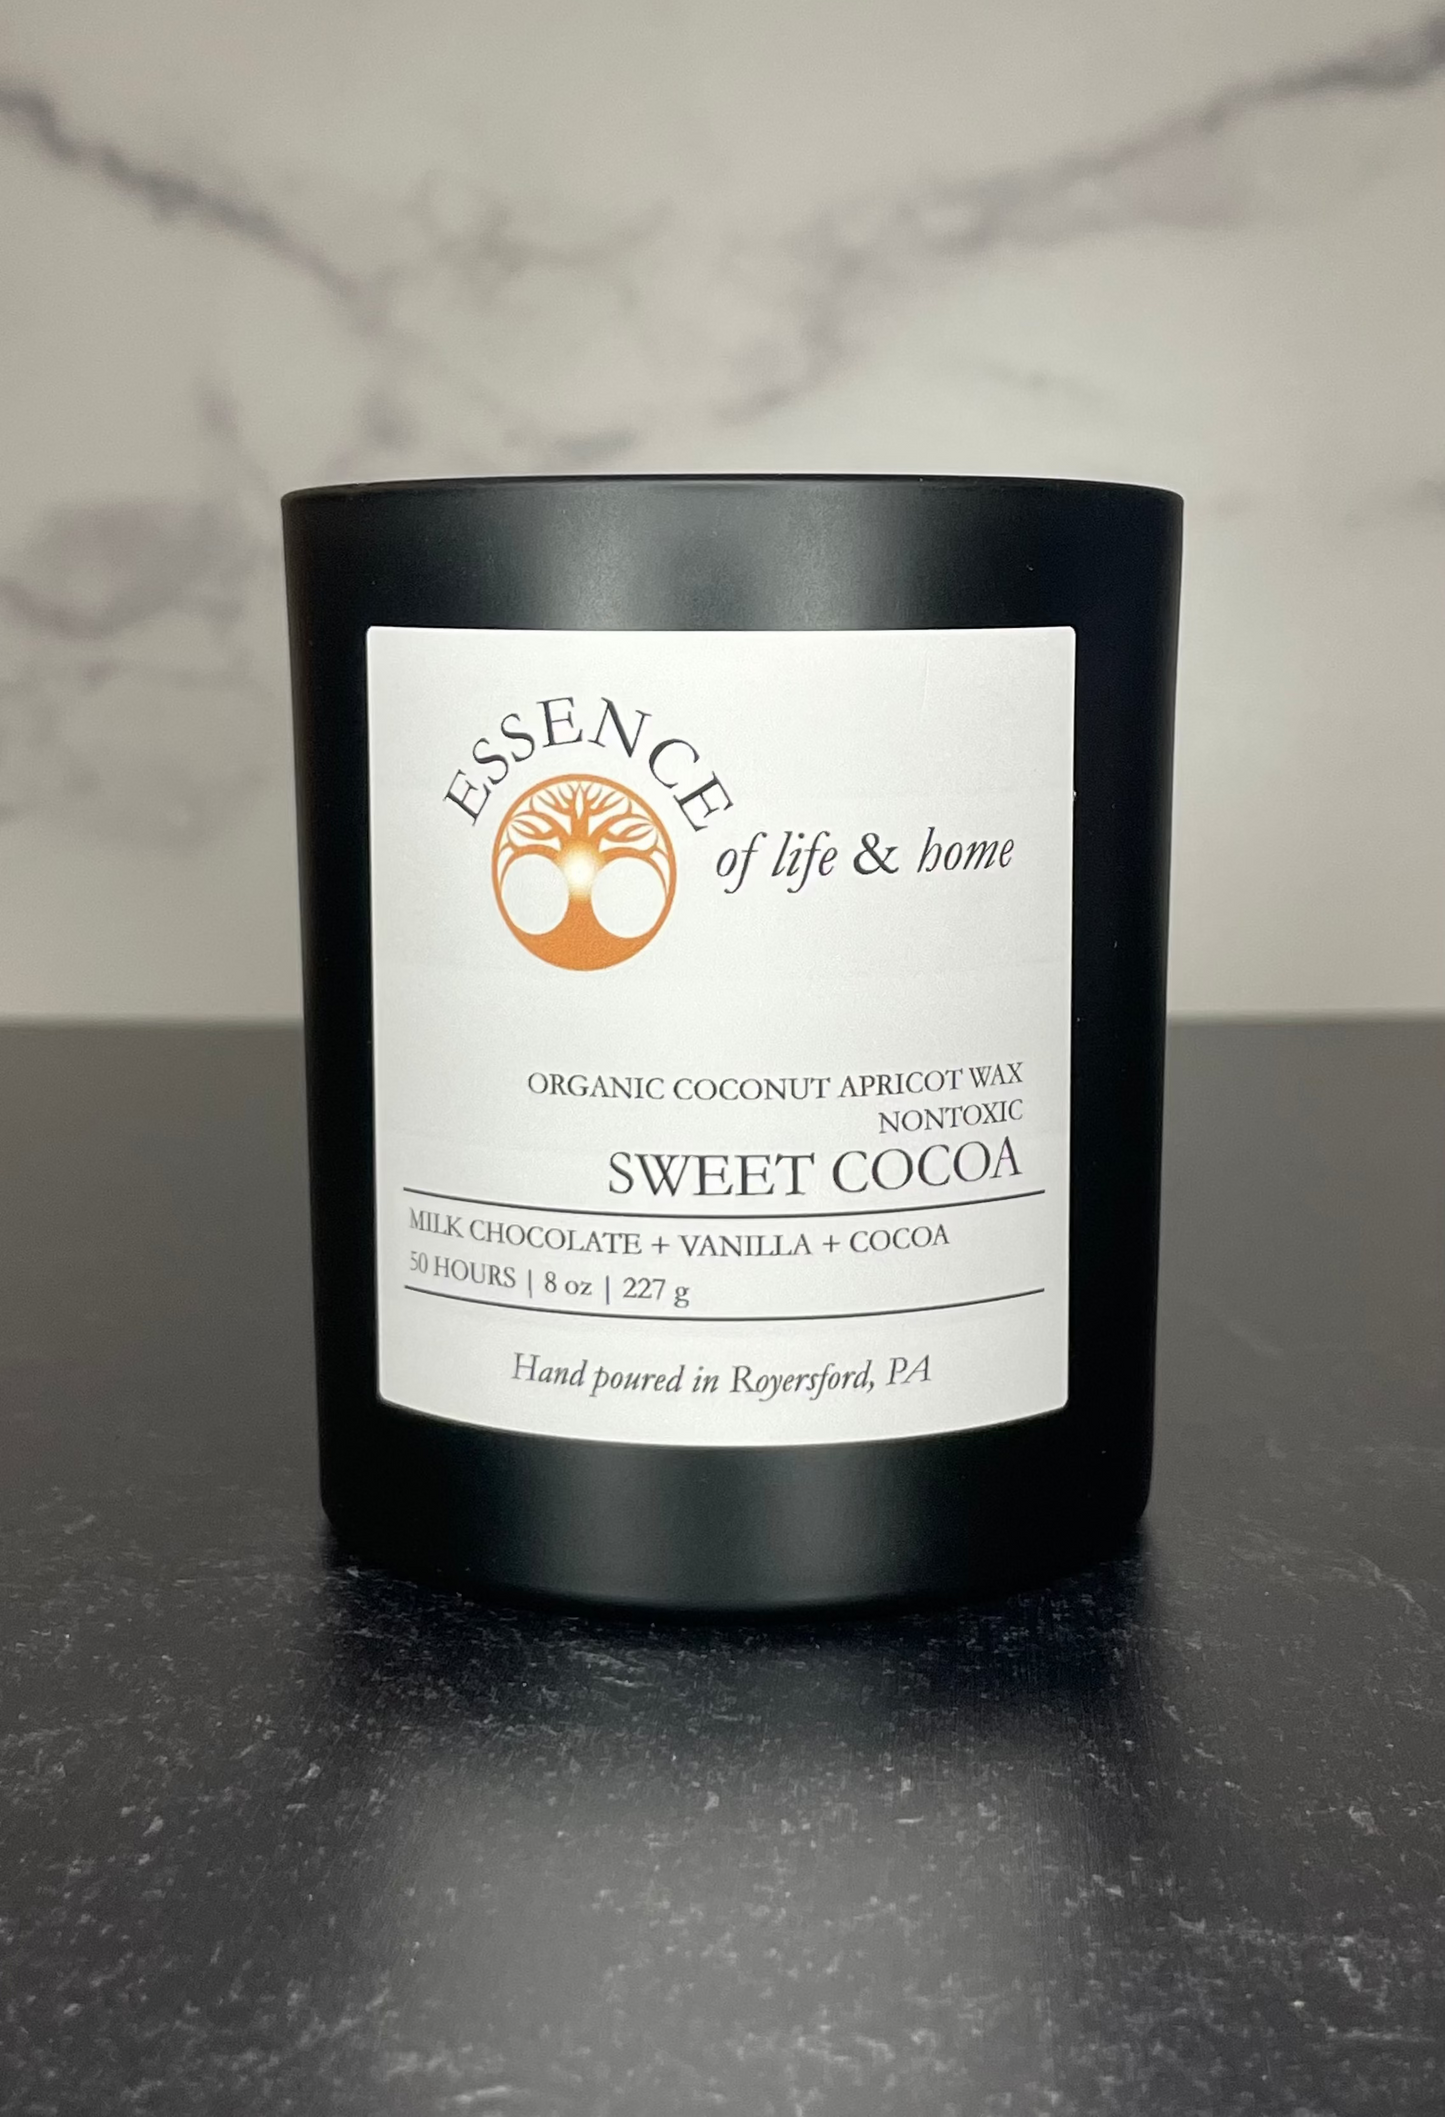 ESSENCE
of life & home
ORGANIC COCONUT APRICOT WAX
NONTOXIC
SWEET COCOA
MILK CHOCOLATE + VANILLA + COCOA
50 HOURS | 8 oz | 227 g
Hand poured in Royersford, PA